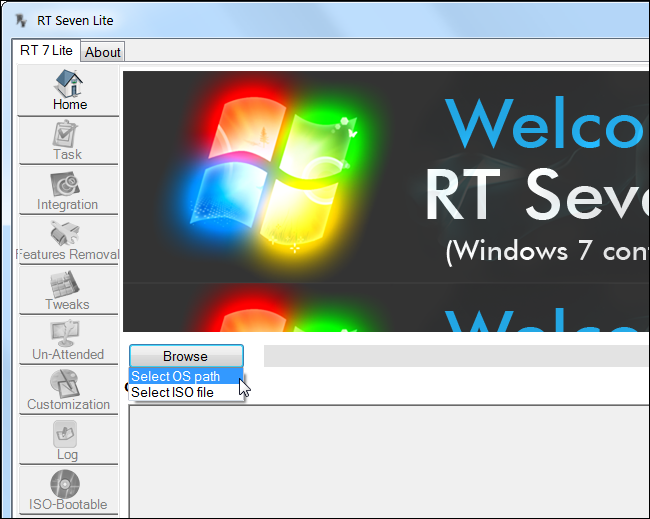 RT Seven Lite
RT 7 Lite
About
Home
Task
Integration
Features Removal
Tweaks
Un-Attended
Customization
Log
ISO-Bootable
Welco
RT Seve
(Windows 7 con
Welco
Browse
Select OS path
Select ISO file